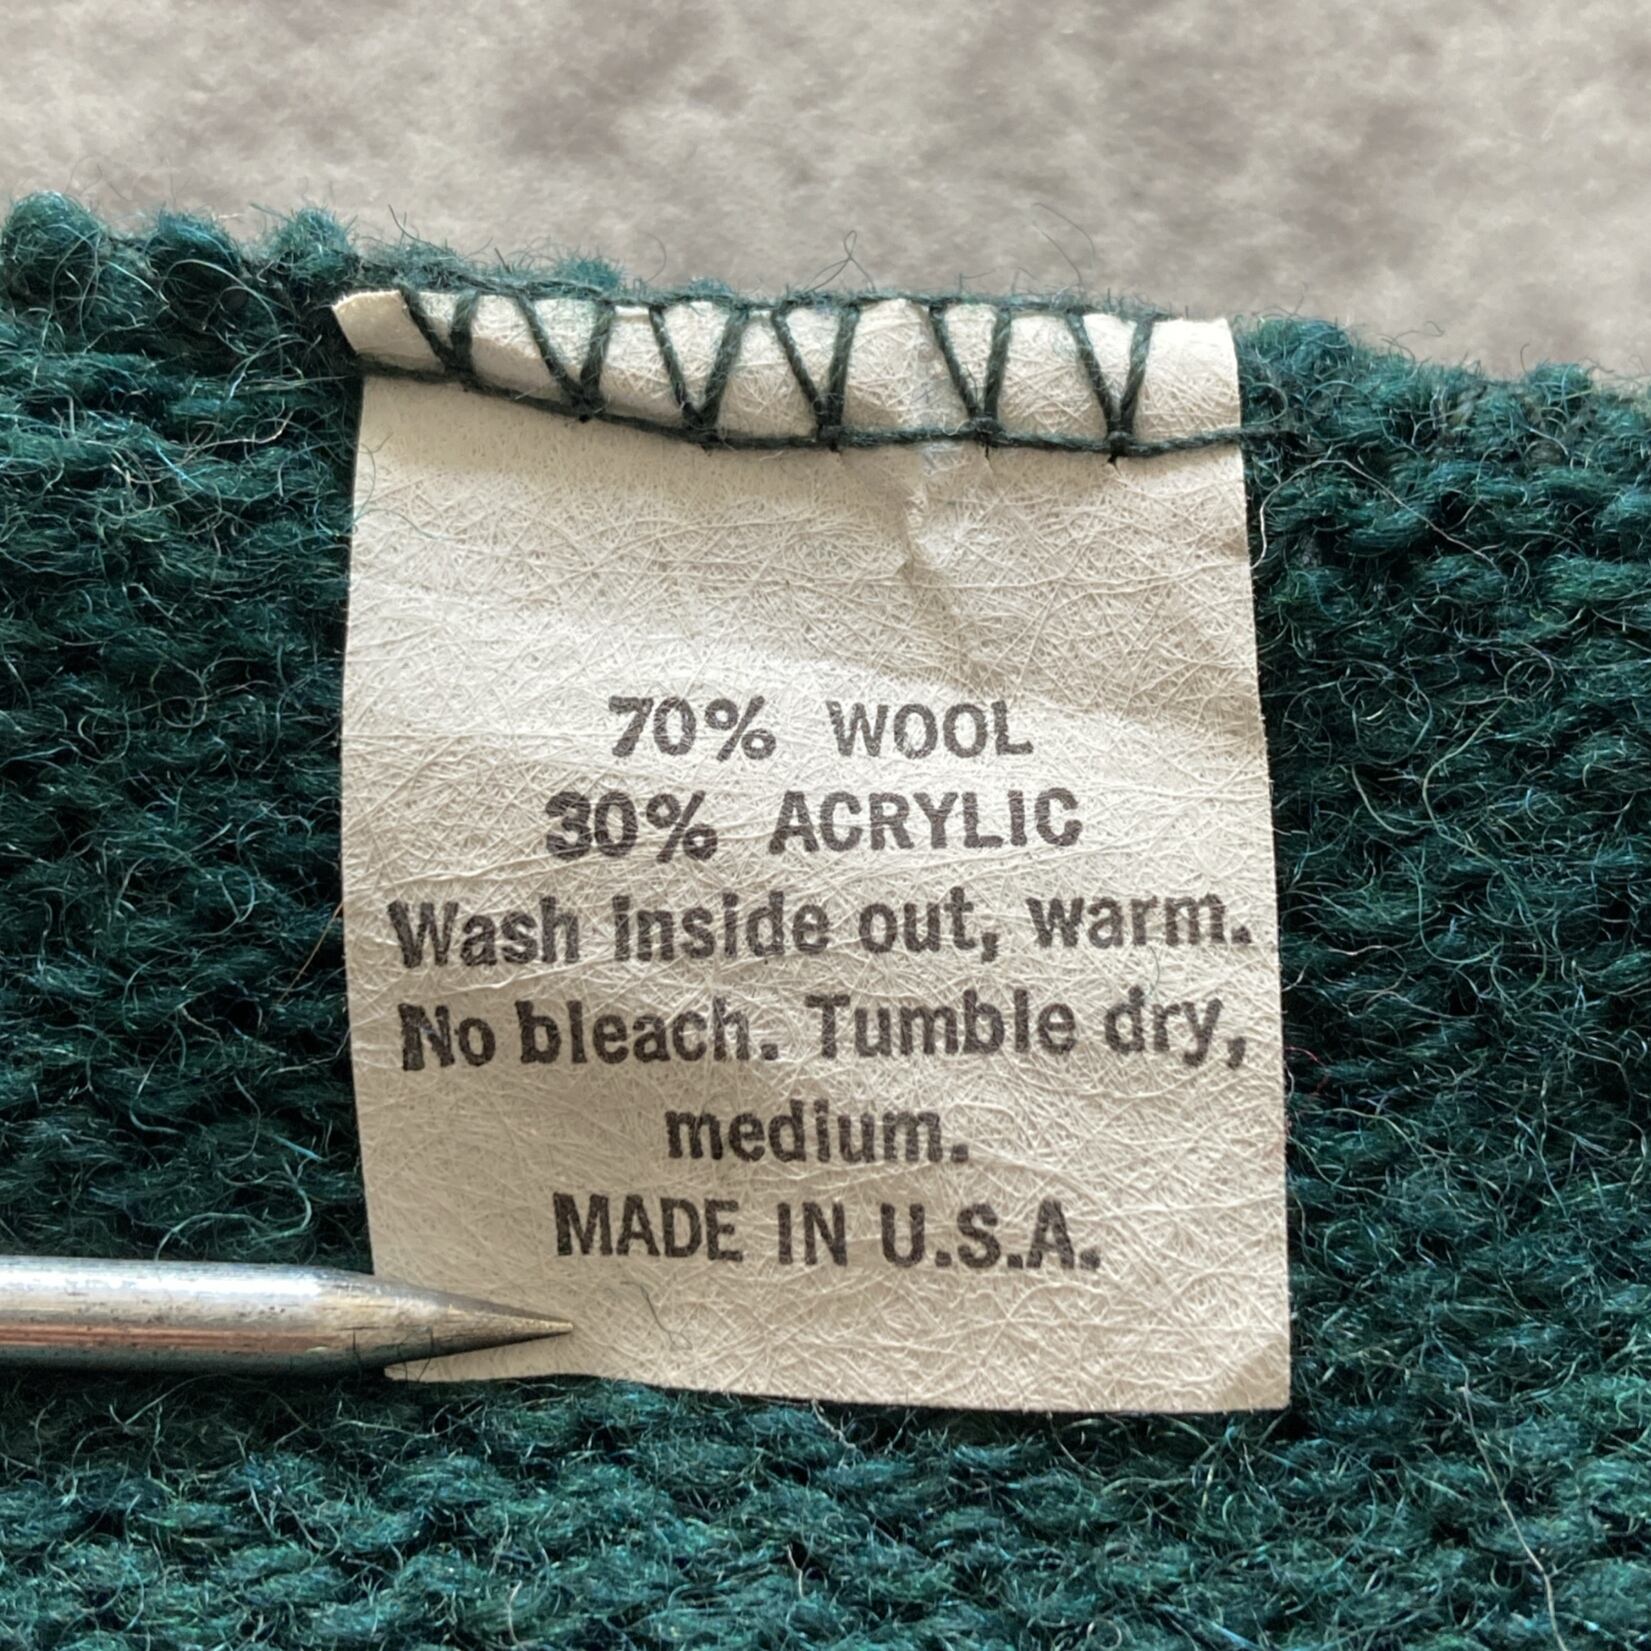 70% WOOL
30% ACRYLIC
Wash inside out, warm.
No bleach. Tumble dry,
medium.
MADE IN U.S.A.